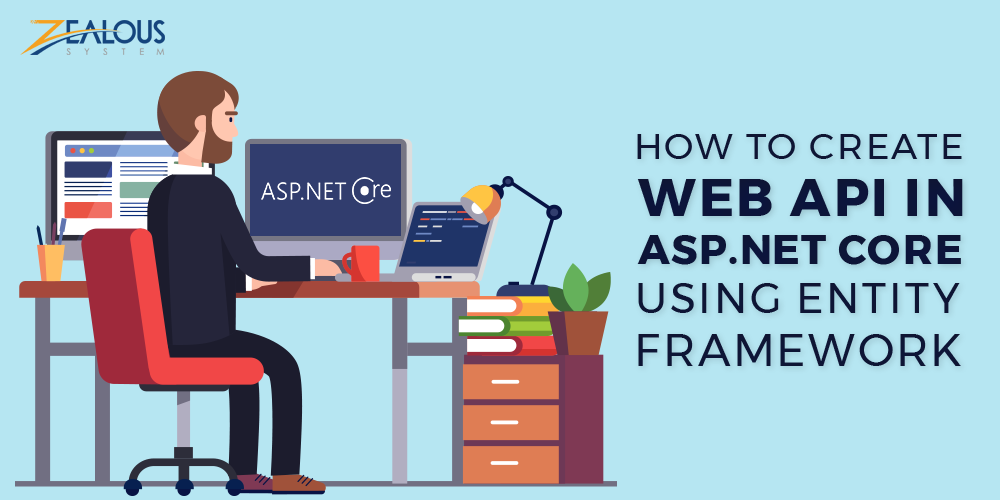 ZEALOUS
SYSTEM
ASP.NET Core
HOW TO CREATE
WEB API IN
ASP.NET CORE
USING ENTITY
FRAMEWORK